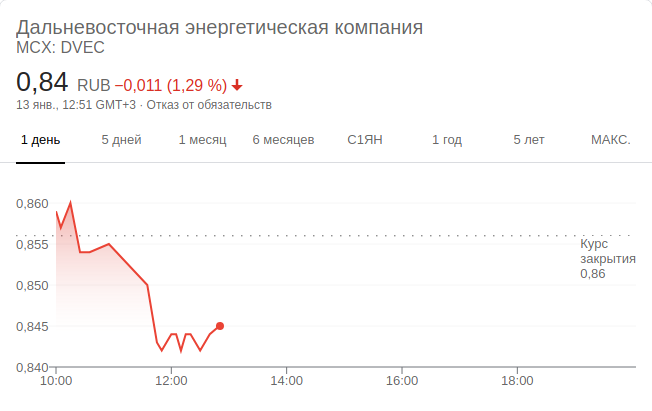 Дальневосточная энергетическая компания
MCX: DVEC
0,84 RUB −0,011 (1,29 %)
13 янв., 12:51 GMT+3 · Отказ от обязательств
1 день 5 дней 1 месяц 6 месяцев С1ЯН 1 год 5 лет МАКС.
0,860
0,855
0,850
0,845
0,840
Курс
закрытия
0,86
10:00 12:00 14:00 16:00 18:00